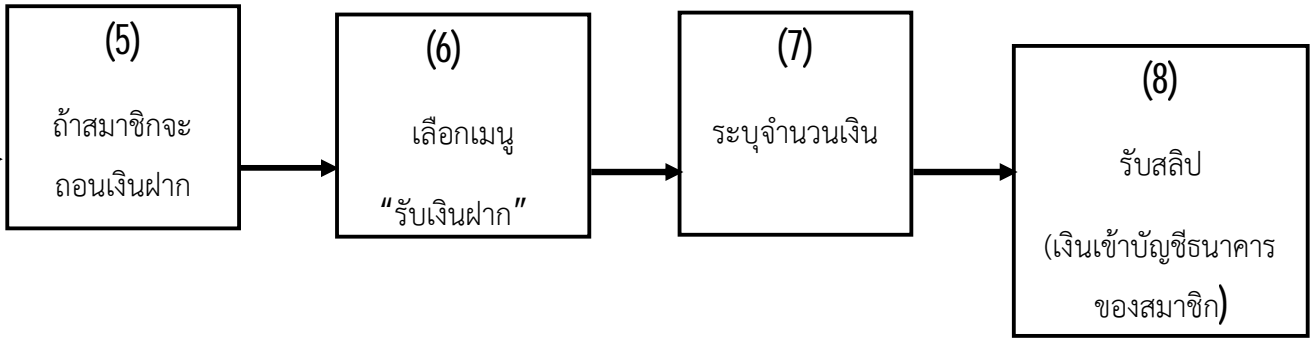 (5)
ถ้าสมาชิกจะ
ถอนเงินฝาก
(6)
เลือกเมนู
“รับเงินฝาก”
(7)
ระบุจำนวนเงิน
(8)
รับสลิป
(เงินเข้าบัญชีธนาคาร
ของสมาชิก)